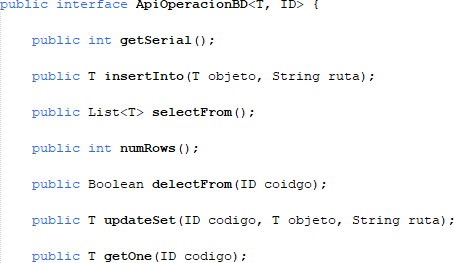 public interface ApiOperacionBD<T, ID> {
public int getSerial();
public T insertInto(T objeto, String ruta);
public List<T> selectFrom();
public int numRows();
public Boolean delectFrom(ID coidgo);
public T updateSet(ID codigo, T objeto, String ruta);
public T getOne(ID codigo);